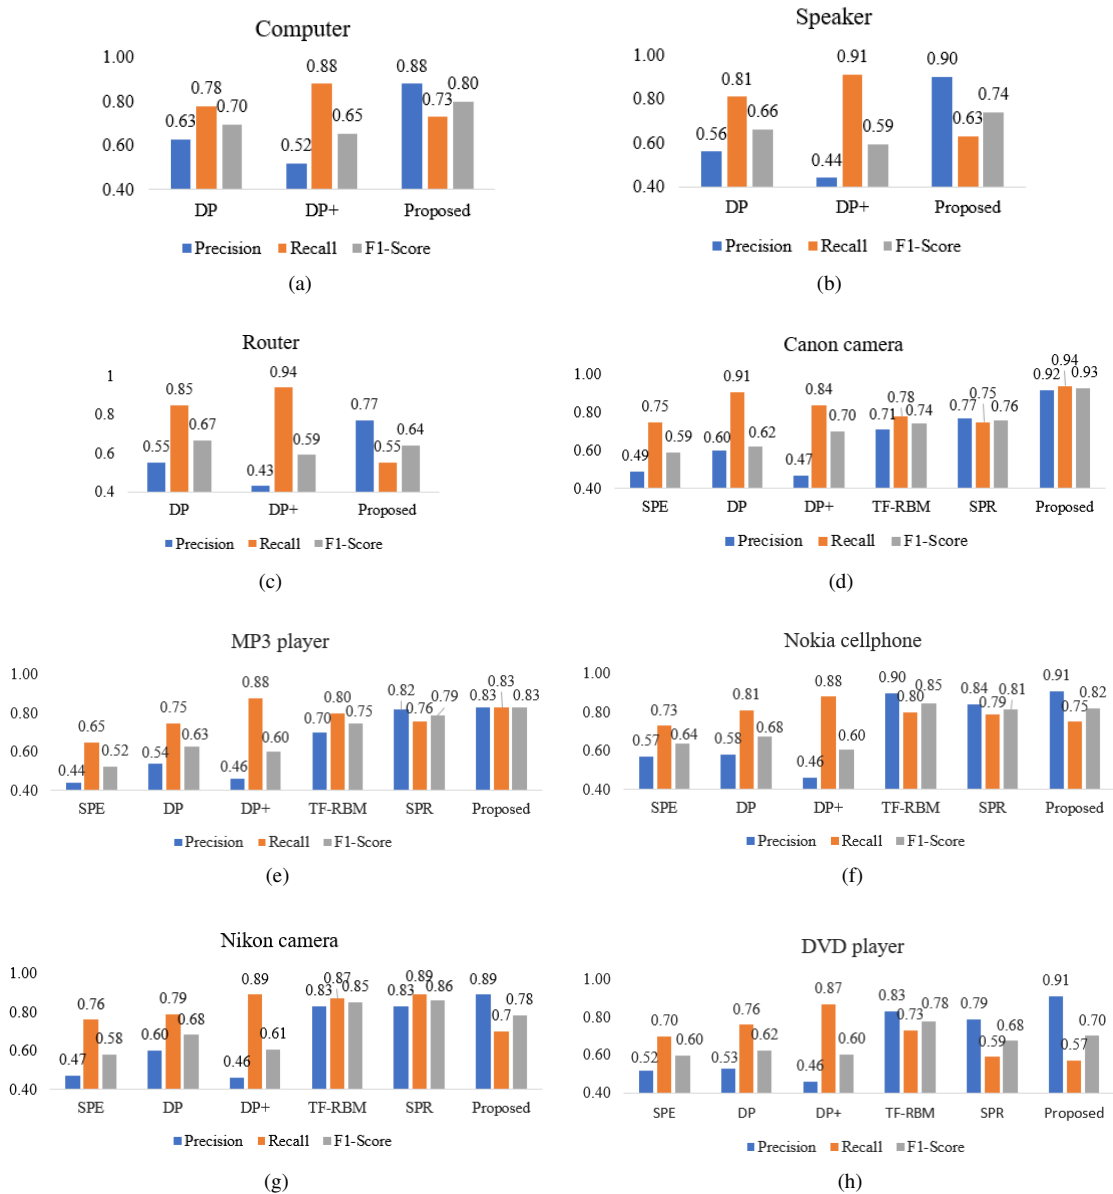 Computer
1.00
0.80
0.60
0.40
0.63 0.78 0.70
0.52 0.88 0.65
0.88 0.73 0.80
DP DP+ Proposed
Precision Recall F1-Score
(a)
Speaker
1.00
0.80
0.60
0.40
0.56 0.81 0.66
0.44 0.91 0.59
0.90 0.63 0.74
DP DP+ Proposed
Precision Recall F1-Score
(b)
Router
1
0.8
0.6
0.4
0.55 0.85 0.67
0.43 0.94 0.59
0.77 0.55 0.64
DP DP+ Proposed
Precision Recall F1-Score
(c)
Canon camera
1.00
0.80
0.60
0.40
0.49 0.75 0.59
0.60 0.91 0.62
0.47 0.84 0.70
0.71 0.78 0.74
0.77 0.75 0.76
0.92 0.94 0.93
SPE DP DP+ TF-RBM SPR Proposed
Precision Recall F1-Score
(d)
MP3 player
1.00
0.80
0.60
0.40
0.44 0.65 0.52
0.54 0.75 0.63
0.46 0.88 0.60
0.70 0.80 0.75
0.82 0.76 0.79
0.83 0.83 0.83
SPE DP DP+ TF-RBM SPR Proposed
Precision Recall F1-Score
(e)
Nokia cellphone
1.00
0.80
0.60
0.40
0.57 0.73 0.64
0.58 0.81 0.68
0.46 0.88 0.60
0.90 0.80 0.85
0.84 0.79 0.81
0.91 0.75 0.82
SPE DP DP+ TF-RBM SPR Proposed
Precision Recall F1-Score
(f)
Nikon camera
1.00
0.80
0.60
0.40
0.47 0.76 0.58
0.60 0.79 0.68
0.46 0.89 0.61
0.83 0.87 0.85
0.83 0.89 0.86
0.89 0.7 0.78
SPE DP DP+ TF-RBM SPR Proposed
Precision Recall F1-Score
(g)
DVD player
1.00
0.80
0.60
0.40
0.52 0.70 0.60
0.53 0.76 0.62
0.46 0.87 0.60
0.83 0.73 0.78
0.79 0.59 0.68
0.91 0.57 0.70
SPE DP DP+ TF-RBM SPR Proposed
Precision Recall F1-Score
(h)